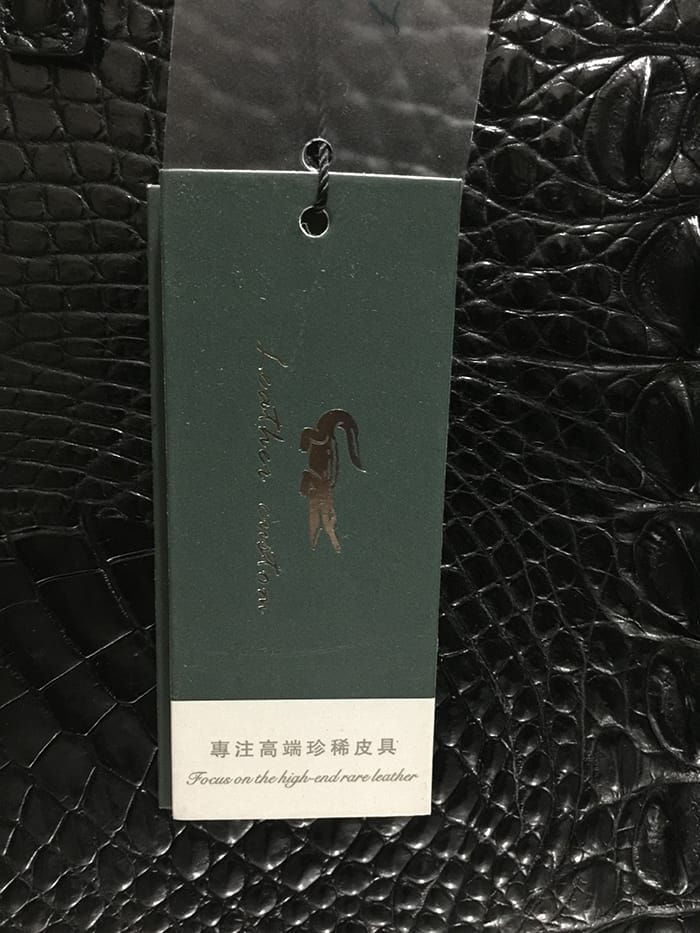 Leather custom
專注高端珍稀皮具
Focus on the high-end rare leather